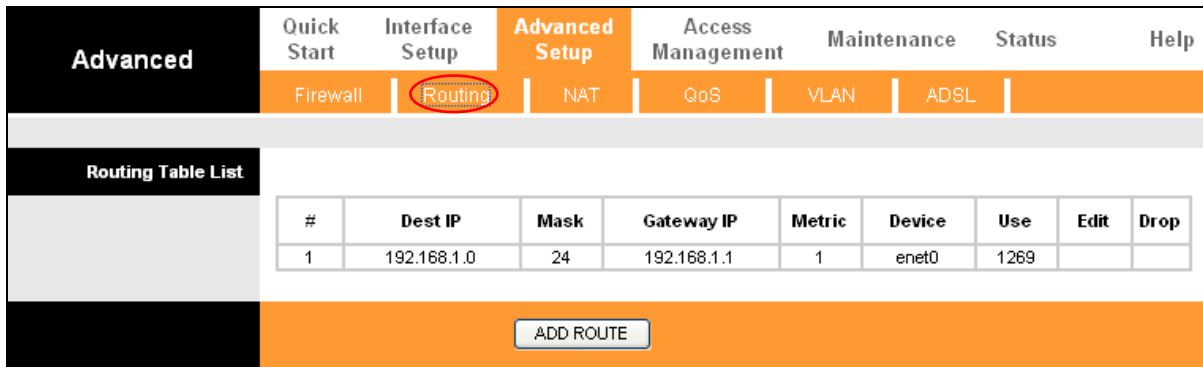 Advanced
Quick Start
Interface Setup
Advanced Setup
Access Management
Maintenance
Status
Help
Firewall
Routing
NAT
QoS
VLAN
ADSL
Routing Table List
# Dest IP Mask Gateway IP Metric Device Use Edit Drop
1 192.168.1.0 24 192.168.1.1 1 enet0 1269
ADD ROUTE